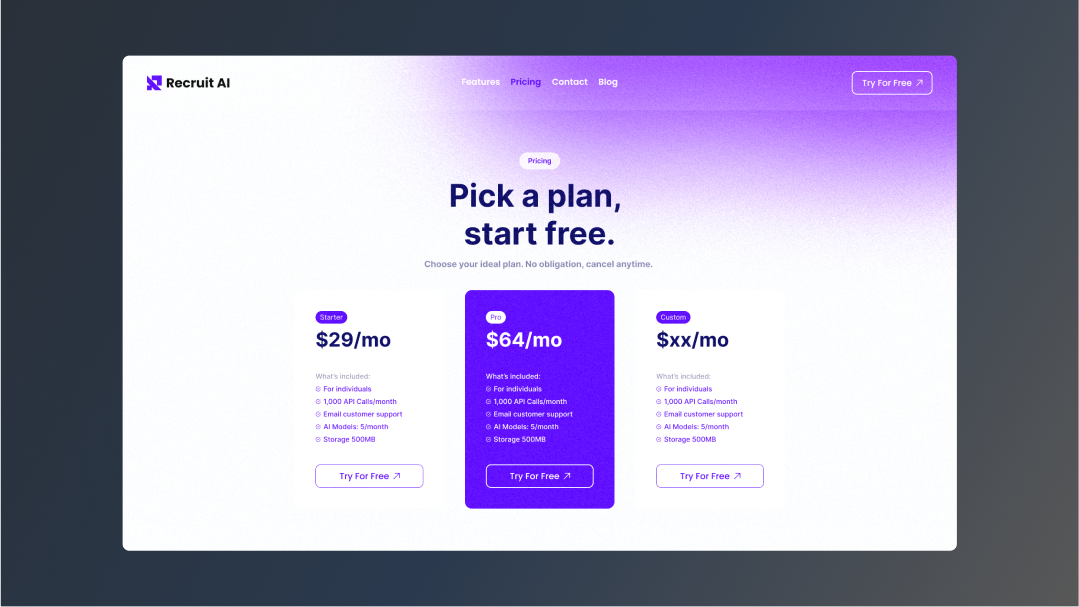 Recruit AI
Features Pricing Contact Blog
Try For Free
Pricing
Pick a plan,
start free.
Choose your ideal plan. No obligation, cancel anytime.
Starter
$29/mo
What's included:
For individuals
1,000 API Calls/month
Email customer support
AI Models: 5/month
Storage 500MB
Try For Free
Pro
$64/mo
What's included:
For individuals
1,000 API Calls/month
Email customer support
AI Models: 5/month
Storage 500MB
Try For Free
Custom
$xx/mo
What's included:
For individuals
1,000 API Calls/month
Email customer support
AI Models: 5/month
Storage 500MB
Try For Free